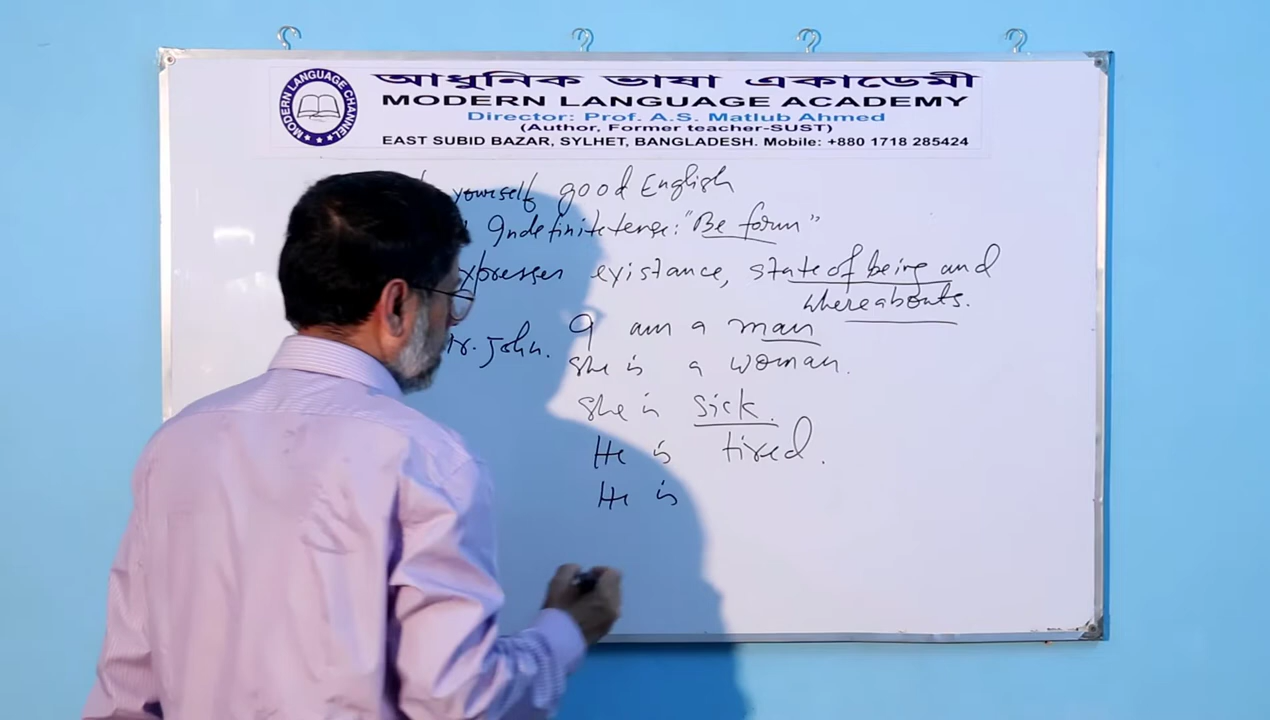 আধুনিক ভাষা একাডেমী
MODERN LANGUAGE ACADEMY
Director: Prof. A.S. Matlub Ahmed
(Author, Former teacher-SUST)
EAST SUBID BAZAR, SYLHET, BANGLADESH. Mobile: +880 1718 285424
MODERN LANGUAGE CHANNEL
yourself good English
Indefinite tense: "Be form"
xpresses existance, state of being and
whereabouts.
I am a man
r. John. She is a woman.
She is sick.
He is tired.
He is